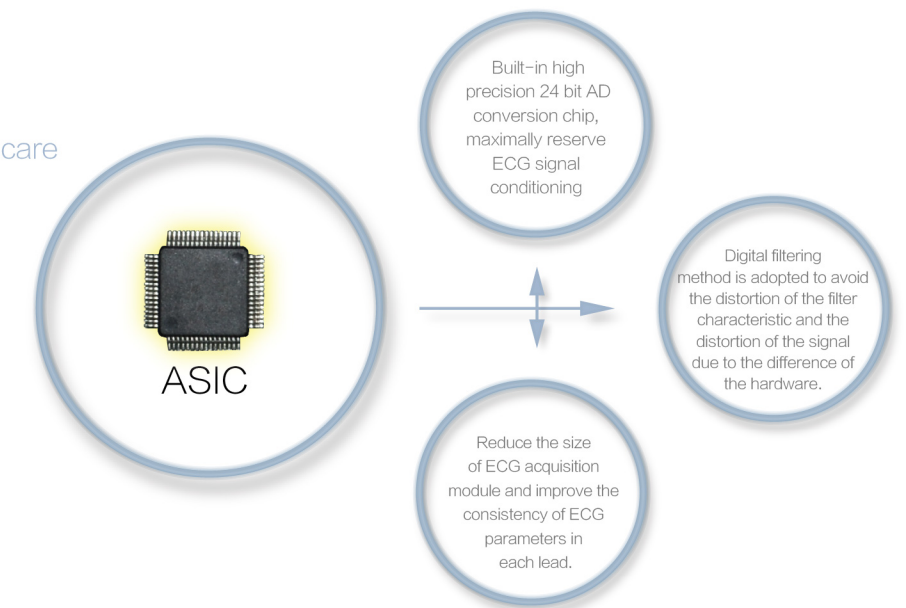 care
ASIC
Built-in high
precision 24 bit AD
conversion chip,
maximally reserve
ECG signal
conditioning
Digital filtering
method is adopted to avoid
the distortion of the filter
characteristic and the
distortion of the signal
due to the difference of
the hardware.
Reduce the size
of ECG acquisition
module and improve the
consistency of ECG
parameters in
each lead.